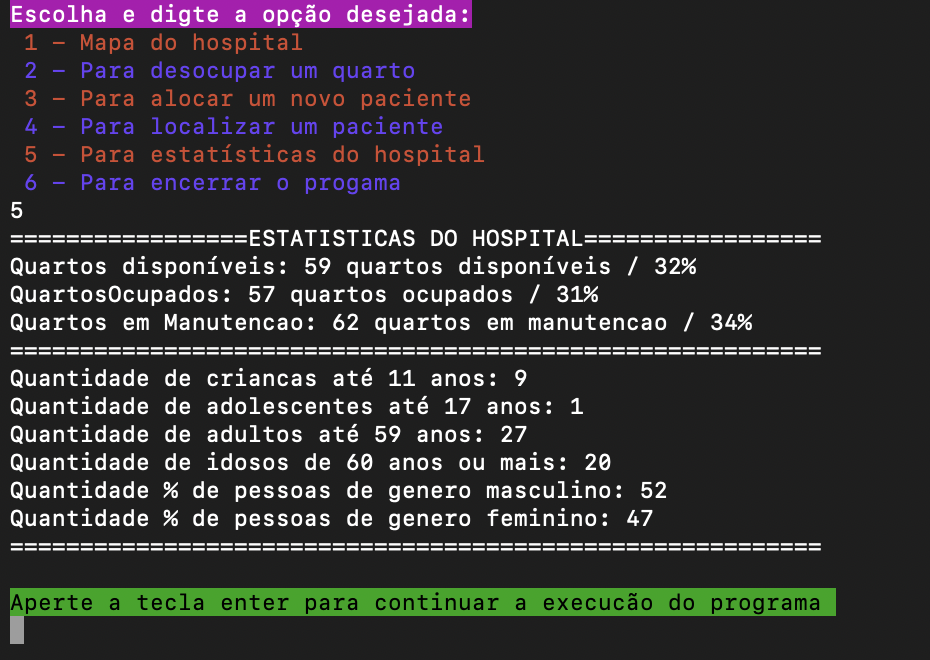 Escolha e digte a opção desejada:
1 – Mapa do hospital
2 – Para desocupar um quarto
3 – Para alocar um novo paciente
4 – Para localizar um paciente
5 – Para estatísticas do hospital
6 – Para encerrar o progama
5
=================ESTATISTICAS DO HOSPITAL=================
Quartos disponíveis: 59 quartos disponíveis / 32%
QuartosOcupados: 57 quartos ocupados / 31%
Quartos em Manutencao: 62 quartos em manutencao / 34%
==========================================================
Quantidade de criancas até 11 anos: 9
Quantidade de adolescentes até 17 anos: 1
Quantidade de adultos até 59 anos: 27
Quantidade de idosos de 60 anos ou mais: 20
Quantidade % de pessoas de genero masculino: 52
Quantidade % de pessoas de genero feminino: 47
==========================================================
Aperte a tecla enter para continuar a execucão do programa